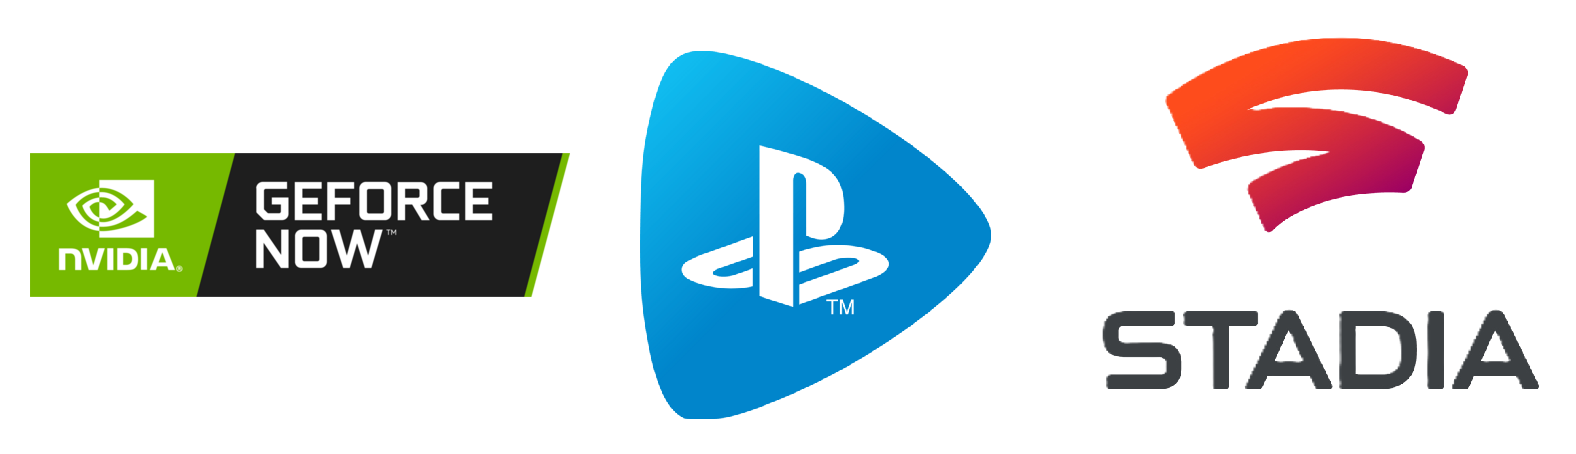 NVIDIA®
GEFORCE
NOW™
TM
STADIA